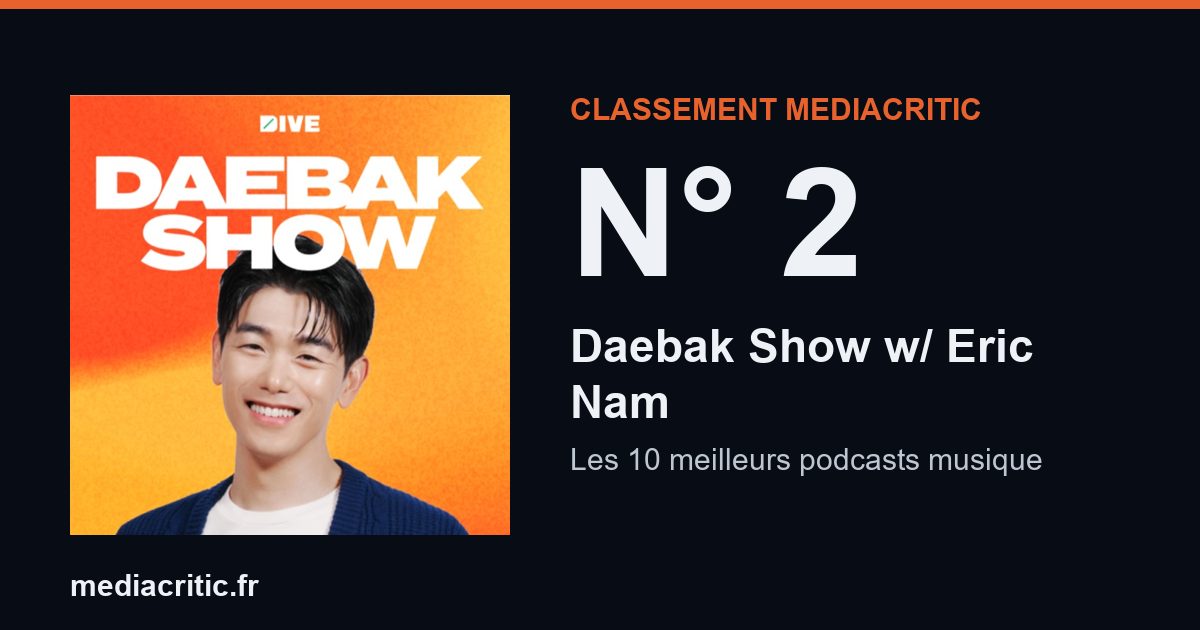 DIVE
DAEBAK
SHOW
CLASSEMENT MEDIACRITIC
N° 2
Daebak Show w/ Eric
Nam
Les 10 meilleurs podcasts musique
mediacritic.fr